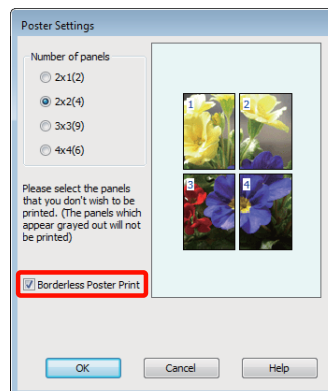 Poster Settings
Number of panels
2x1(2)
2x2(4)
3x3(9)
4x4(6)
Please select the panels
that you don't wish to be
printed. (The panels which
appear grayed out will not
be printed)
1 2
3 4
Borderless Poster Print
OK Cancel Help